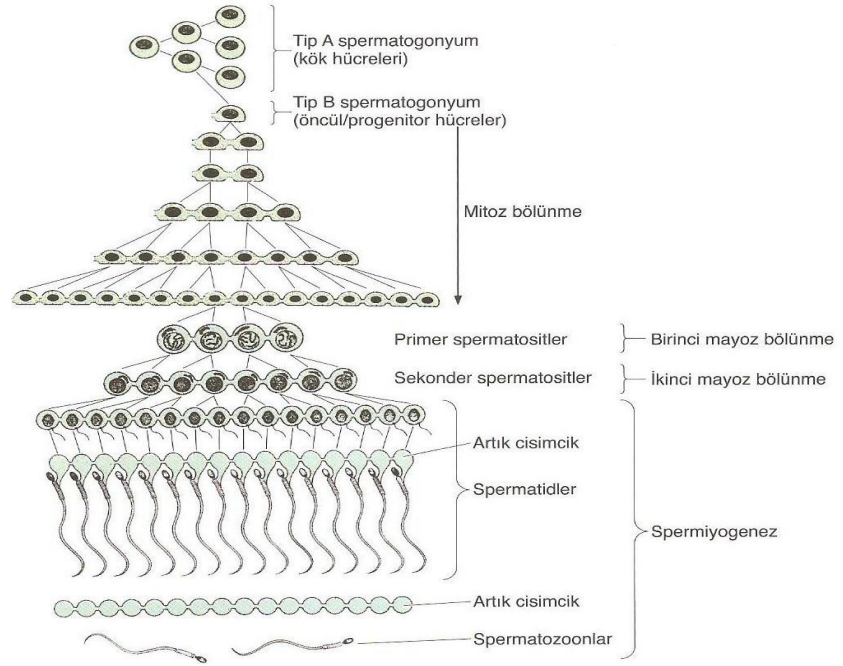 Tip A spermatogonyum
(kök hücreleri)
Tip B spermatogonyum
(öncül/progenitor hücreler)
Mitoz bölünme
Primer spermatositler
Birinci mayoz bölünme
Sekonder spermatositler
İkinci mayoz bölünme
Artık cisimcik
Spermatidler
Spermiyogenez
Artık cisimcik
Spermatozoonlar